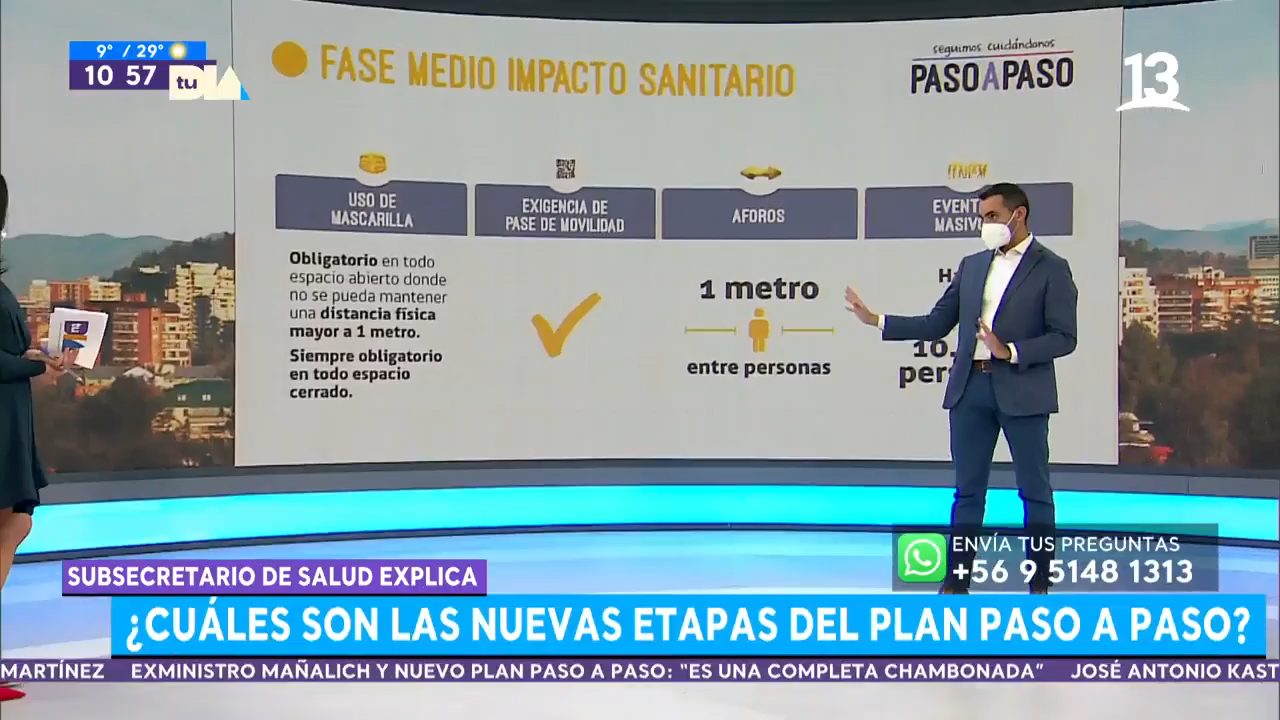 9° / 29°
10 57
tu DÍA
FASE MEDIO IMPACTO SANITARIO
seguimos cuidándonos
PASOAPASO
13
USO DE
MASCARILLA
EXIGENCIA DE
PASE DE MOVILIDAD
AFOROS
Obligatorio en todo
espacio abierto donde
no se pueda mantener
una distancia física
mayor a 1 metro.
Siempre obligatorio
en todo espacio
cerrado.
1 metro
entre personas
ENVÍA TUS PREGUNTAS
+56 9 5148 1313
SUBSECRETARIO DE SALUD EXPLICA
¿CUÁLES SON LAS NUEVAS ETAPAS DEL PLAN PASO A PASO?
MARTÍNEZ EXMINISTRO MAÑALICH Y NUEVO PLAN PASO A PASO: “ES UNA COMPLETA CHAMBONADA” JOSÉ ANTONIO KAST